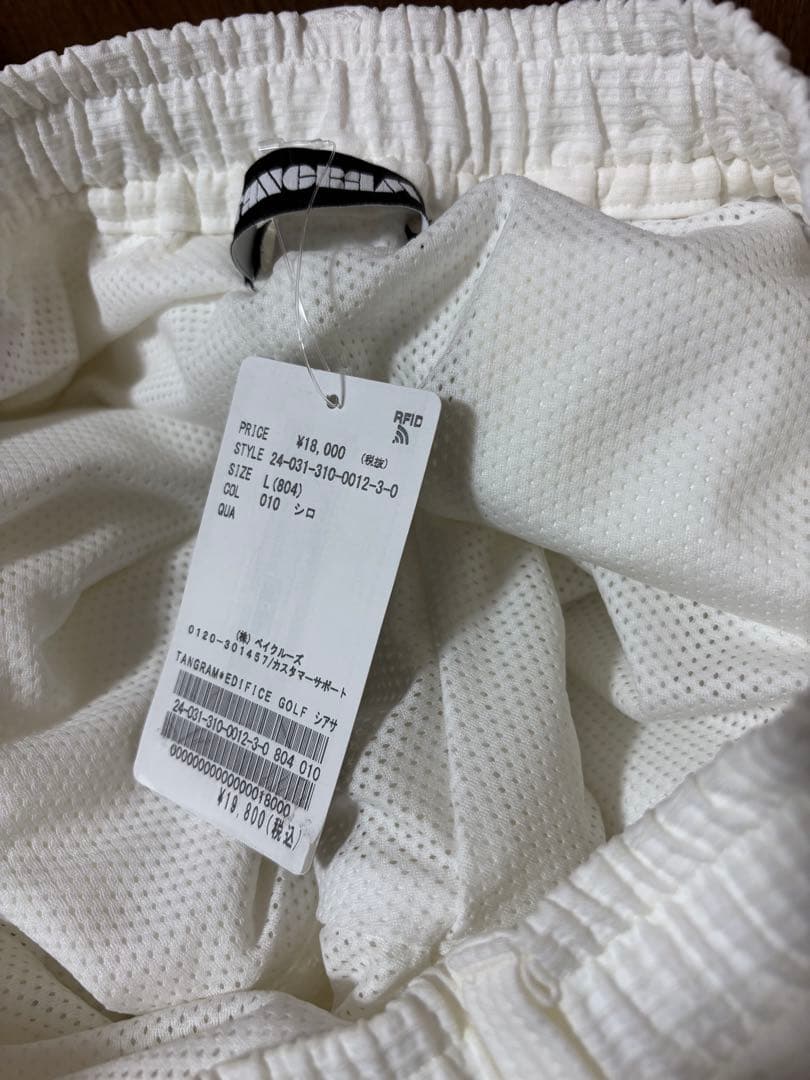 TANGRAM
RFID
PRICE ¥18,000 (税抜)
STYLE 24-031-310-0012-3-0
SIZE L(804)
COL 010 シロ
QUA
(株) ベイクルーズ
0120-301457/カスタマーサポート
TANGRAM*EDIFICE GOLF シアサ
24-031-310-0012-3-0 804 010
6000000000000018000
¥19,800(税込)